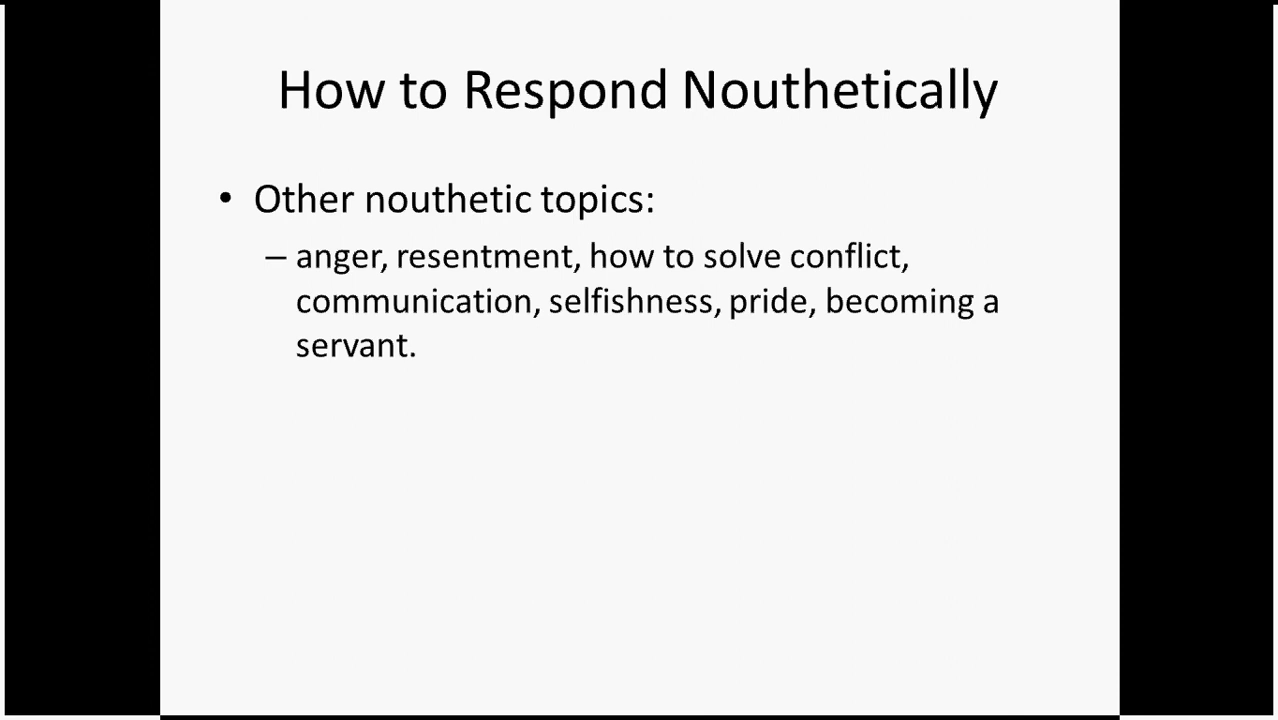 How to Respond Nouthetically
• Other nouthetic topics:
– anger, resentment, how to solve conflict,
communication, selfishness, pride, becoming a
servant.